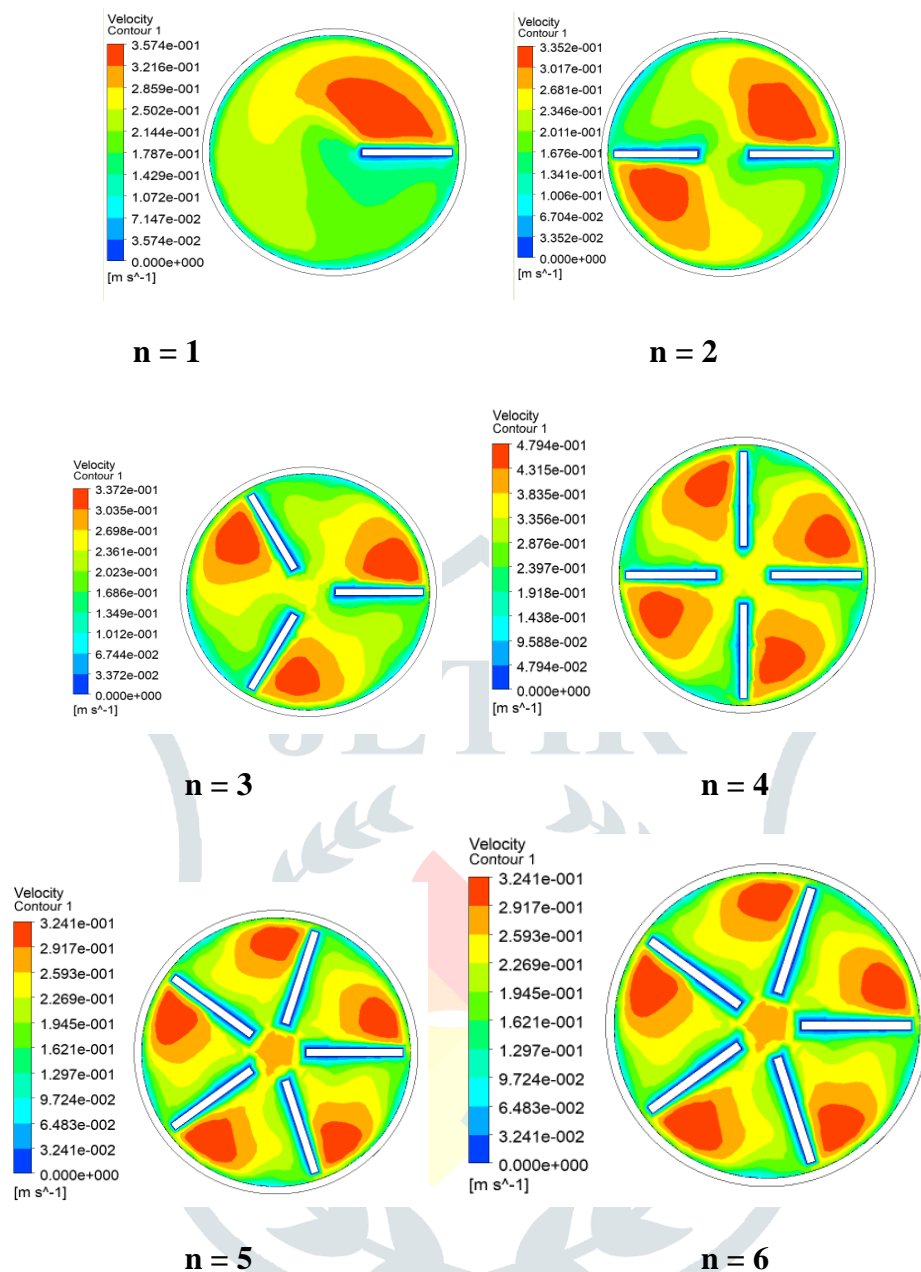 Velocity
Contour 1
3.574e-001
3.216e-001
2.859e-001
2.502e-001
2.144e-001
1.787e-001
1.429e-001
1.072e-001
7.147e-002
3.574e-002
0.000e+000
[m s^-1]
n = 1
Velocity
Contour 1
3.352e-001
3.017e-001
2.681e-001
2.346e-001
2.011e-001
1.676e-001
1.341e-001
1.006e-001
6.704e-002
3.352e-002
0.000e+000
[m s^-1]
n = 2
Velocity
Contour 1
3.372e-001
3.035e-001
2.698e-001
2.361e-001
2.023e-001
1.686e-001
1.349e-001
1.012e-001
6.744e-002
3.372e-002
0.000e+000
[m s^-1]
n = 3
Velocity
Contour 1
4.794e-001
4.315e-001
3.835e-001
3.356e-001
2.876e-001
2.397e-001
1.918e-001
1.438e-001
9.588e-002
4.794e-002
0.000e+000
[m s^-1]
n = 4
JETIR
Velocity
Contour 1
3.241e-001
2.917e-001
2.593e-001
2.269e-001
1.945e-001
1.621e-001
1.297e-001
9.724e-002
6.483e-002
3.241e-002
0.000e+000
[m s^-1]
n = 5
Velocity
Contour 1
3.241e-001
2.917e-001
2.593e-001
2.269e-001
1.945e-001
1.621e-001
1.297e-001
9.724e-002
6.483e-002
3.241e-002
0.000e+000
[m s^-1]
n = 6